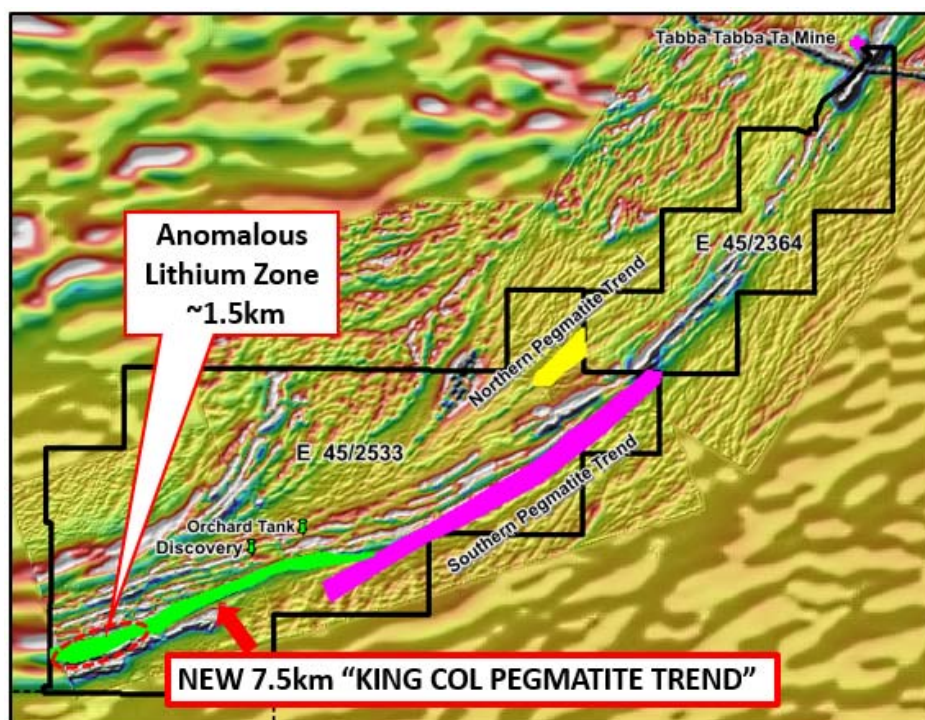 Tabba Tabba Ta Mine
Anomalous
Lithium Zone
~1.5km
E 45/2364
Northern Pegmatite Trend
E 45/2533
Southern Pegmatite Trend
Orchard Tank
Discovery
NEW 7.5km “KING COL PEGMATITE TREND”